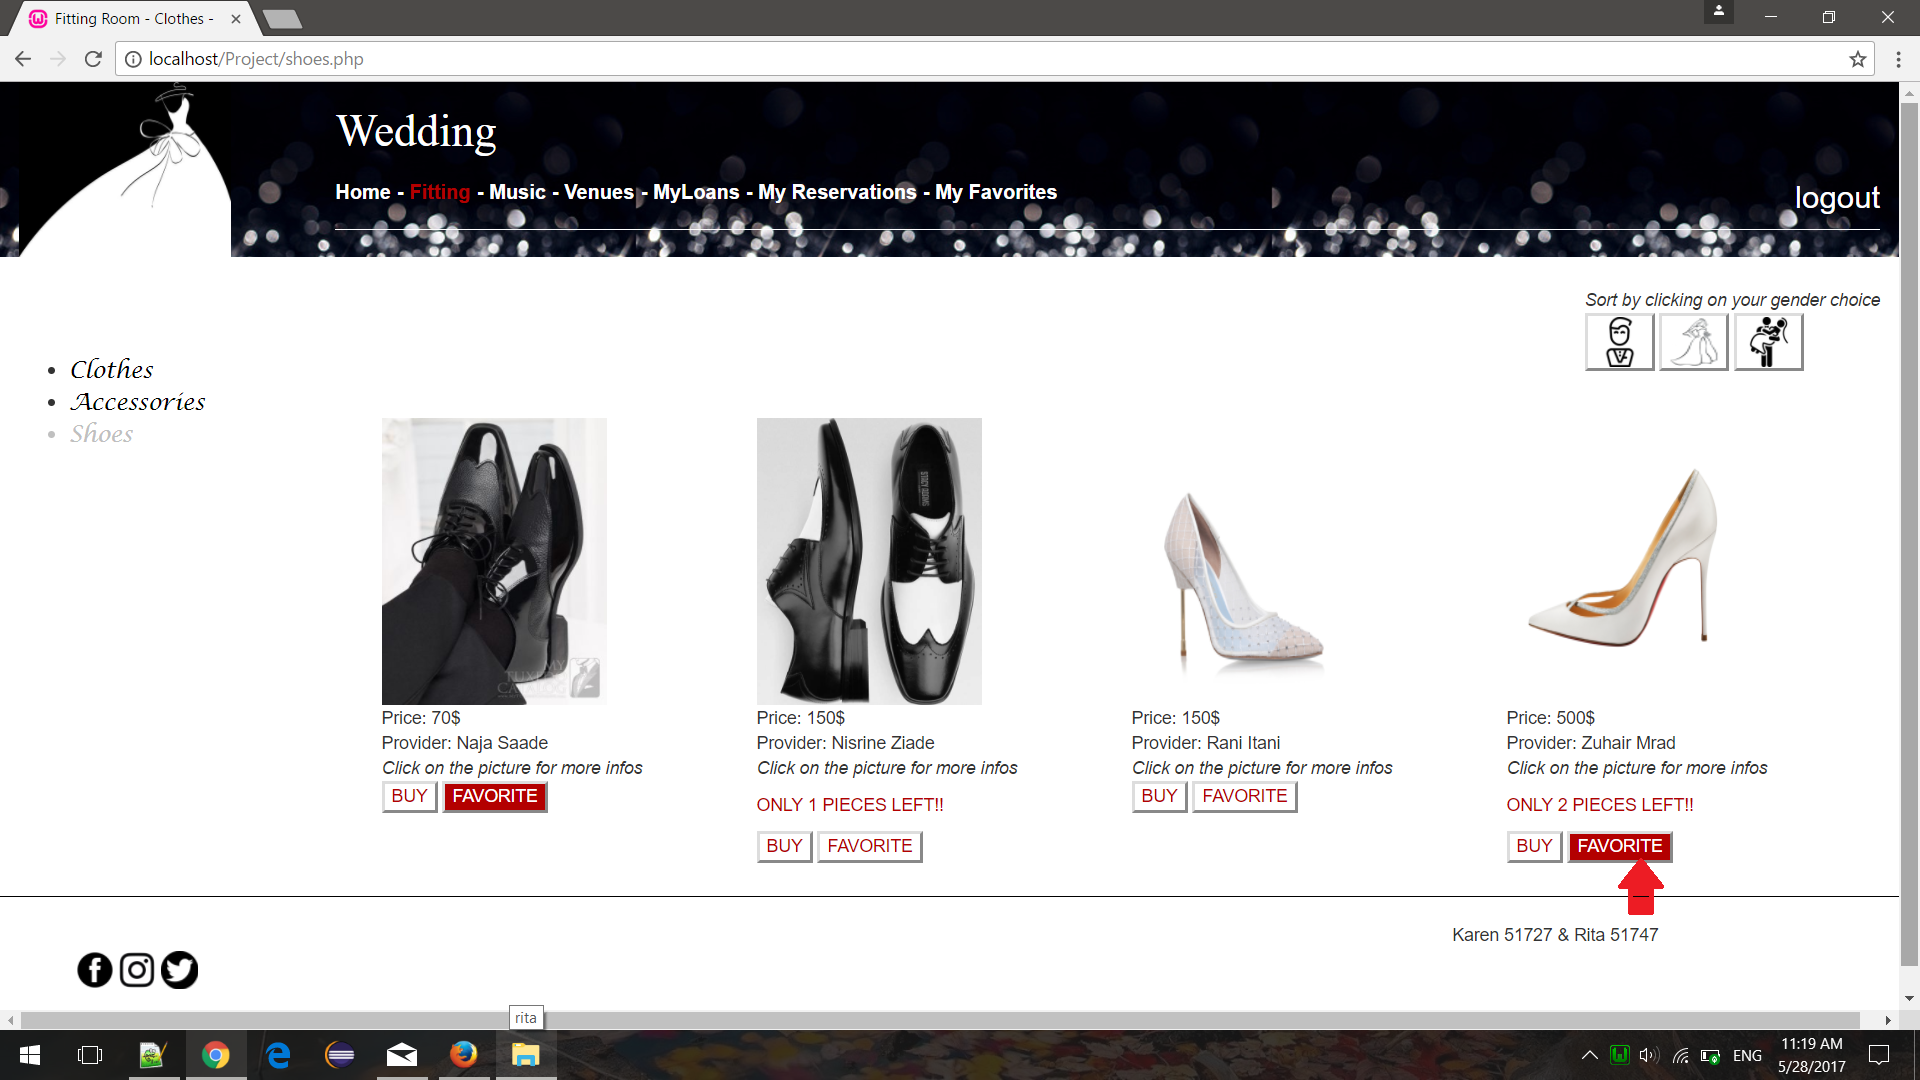 Fitting Room - Clothes -
localhost/Project/shoes.php
Wedding
Home - Fitting - Music - Venues - MyLoans - My Reservations - My Favorites
logout
Sort by clicking on your gender choice
Clothes
Accessories
Shoes
STACY ADAMS
MY
TUXEDO
CATALOG
Price: 70$
Provider: Naja Saade
Click on the picture for more infos
BUY FAVORITE
Price: 150$
Provider: Nisrine Ziade
Click on the picture for more infos
ONLY 1 PIECES LEFT!!
BUY FAVORITE
Price: 150$
Provider: Rani Itani
Click on the picture for more infos
BUY FAVORITE
Price: 500$
Provider: Zuhair Mrad
Click on the picture for more infos
ONLY 2 PIECES LEFT!!
BUY FAVORITE
Karen 51727 & Rita 51747
rita
ENG
11:19 AM
5/28/2017